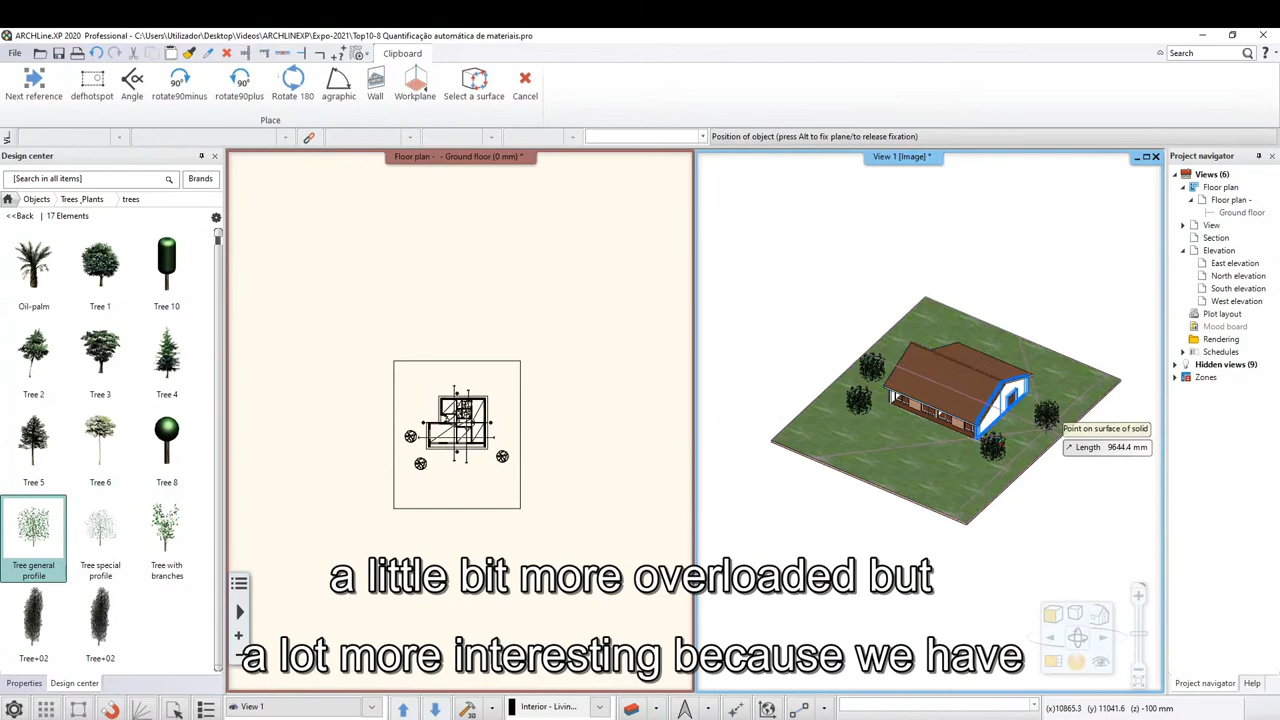 ARCHLine.XP 2020 Professional - C:\Users\Utilizador\Desktop\Videos\ARCHLINEXP\Expo-2021\Top10-8 Quantificação automática de materiais.pro
File
Clipboard
Search
Next reference
defhotspot
Angle
rotate90minus
rotate90plus
Rotate 180
agraphic
Wall
Workplane
Select a surface
Cancel
Place
Position of object (press Alt to fix plane/to release fixation)
Design center
[Search in all items]
Brands
Objects
Trees ,Plants
trees
<<Back | 17 Elements
Oil-palm
Tree 1
Tree 10
Tree 2
Tree 3
Tree 4
Tree 5
Tree 6
Tree 8
Tree general profile
Tree special profile
Tree with branches
Tree+02
Tree+02
Properties
Design center
Floor plan - - Ground floor (0 mm) *
View 1 [Image] *
Point on surface of solid
Length 9644.4 mm
Project navigator
Views (6)
Floor plan
Floor plan -
Ground floor
View
Section
Elevation
East elevation
North elevation
South elevation
West elevation
Plot layout
Mood board
Rendering
Schedules
Hidden views (9)
Zones
Project navigator
Help
a little bit more overloaded but
a lot more interesting because we have
View 1
Interior - Livin...
(x)10865.3 (y) 11041.6 (z) -100 mm